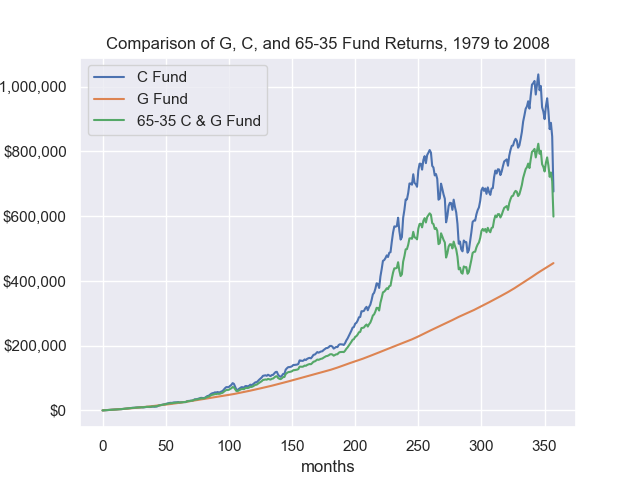 Comparison of G, C, and 65-35 Fund Returns, 1979 to 2008
C Fund
G Fund
65-35 C & G Fund
1,000,000
$800,000
$600,000
$400,000
$200,000
$0
0 50 100 150 200 250 300 350
months